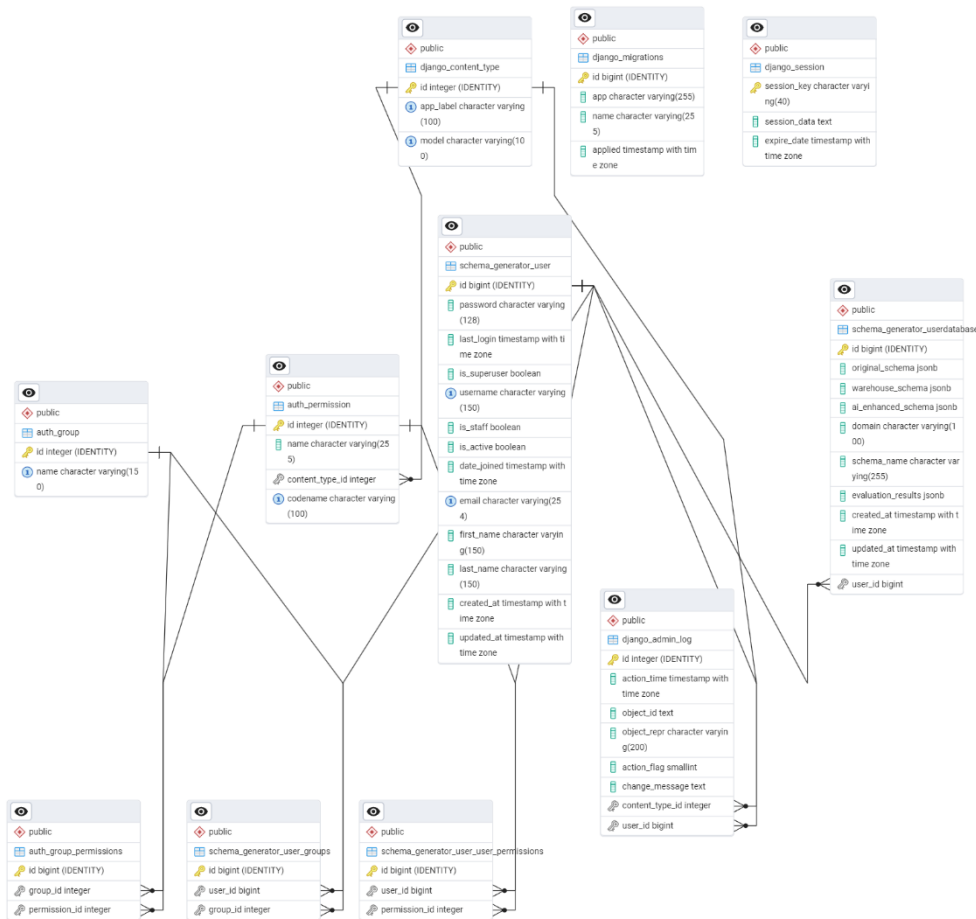 public
django_content_type
id integer (IDENTITY)
app_label character varying
(100)
model character varying(10
0)
public
django_migrations
id bigint (IDENTITY)
app character varying(255)
name character varying(25
5)
applied timestamp with tim
e zone
public
django_session
session_key character varyi
ng(40)
session_data text
expire_date timestamp with
time zone
public
schema_generator_user
id bigint (IDENTITY)
password character varying
(128)
last_login timestamp with ti
me zone
is_superuser boolean
username character varying
(150)
is_staff boolean
is_active boolean
date_joined timestamp with
time zone
email character varying(25
4)
first_name character varyin
g(150)
last_name character varying
(150)
created_at timestamp with t
ime zone
updated_at timestamp with
time zone
public
schema_generator_userdatabase
id bigint (IDENTITY)
original_schema jsonb
warehouse_schema jsonb
ai_enhanced_schema jsonb
domain character varying(1
00)
schema_name character var
ying(255)
evaluation_results jsonb
created_at timestamp with t
ime zone
updated_at timestamp with
time zone
user_id bigint
public
auth_permission
id integer (IDENTITY)
name character varying(25
5)
content_type_id integer
codename character varying
(100)
public
auth_group
id integer (IDENTITY)
name character varying(15
0)
public
django_admin_log
id integer (IDENTITY)
action_time timestamp with
time zone
object_id text
object_repr character varyin
g(200)
action_flag smallint
change_message text
content_type_id integer
user_id bigint
public
auth_group_permissions
id bigint (IDENTITY)
group_id integer
permission_id integer
public
schema_generator_user_groups
id bigint (IDENTITY)
user_id bigint
group_id integer
public
schema_generator_user_user_permissions
id bigint (IDENTITY)
user_id bigint
permission_id integer